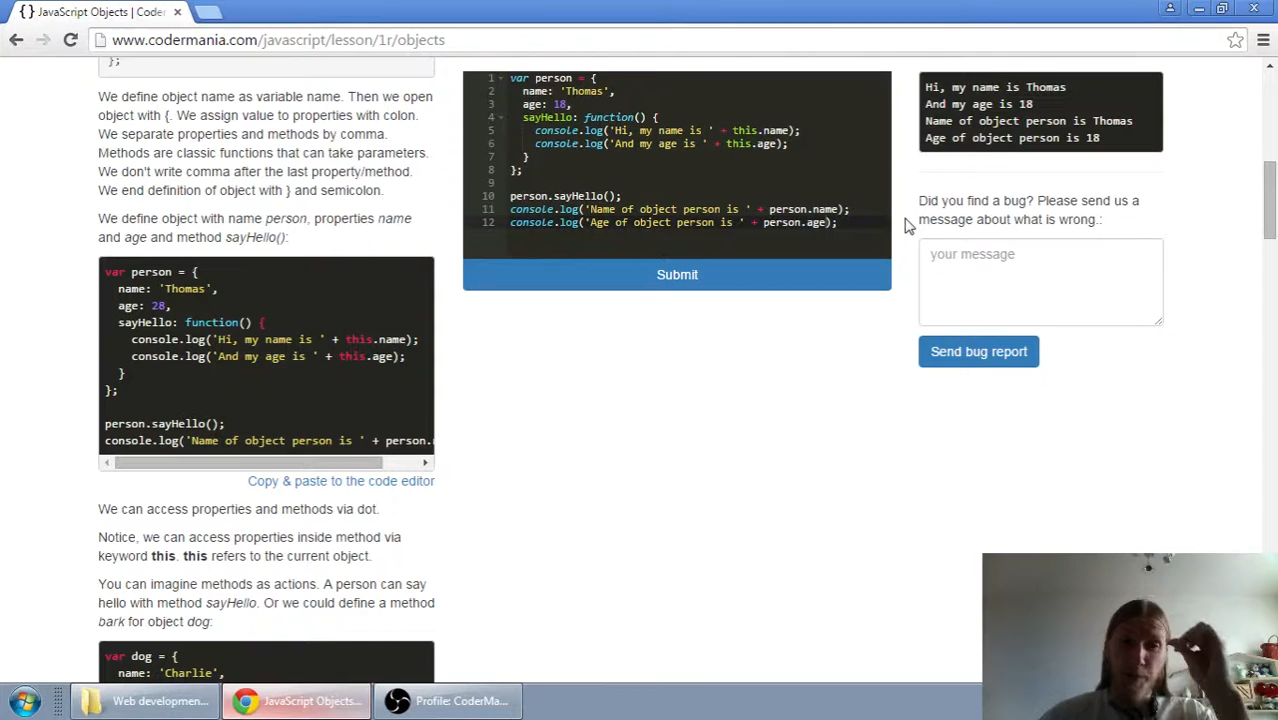 { } JavaScript Objects | Code
www.codermania.com/javascript/lesson/1r/objects
};
We define object name as variable name. Then we open
object with {. We assign value to properties with colon.
We separate properties and methods by comma.
Methods are classic functions that can take parameters.
We don't write comma after the last property/method.
We end definition of object with } and semicolon.
We define object with name person, properties name
and age and method sayHello():
var person = {
name: 'Thomas',
age: 28,
sayHello: function() {
console.log('Hi, my name is ' + this.name);
console.log('And my age is ' + this.age);
}
};
person.sayHello();
console.log('Name of object person is ' + person.n
Copy & paste to the code editor
We can access properties and methods via dot.
Notice, we can access properties inside method via
keyword this. this refers to the current object.
You can imagine methods as actions. A person can say
hello with method sayHello. Or we could define a method
bark for object dog:
var dog = {
name: 'Charlie',
1 var person = {
2 name: 'Thomas',
3 age: 18,
4 sayHello: function() {
5 console.log('Hi, my name is ' + this.name);
6 console.log('And my age is ' + this.age);
7 }
8 };
9
10 person.sayHello();
11 console.log('Name of object person is ' + person.name);
12 console.log('Age of object person is ' + person.age);
Submit
Hi, my name is Thomas
And my age is 18
Name of object person is Thomas
Age of object person is 18
Did you find a bug? Please send us a
message about what is wrong.:
your message
Send bug report
Web developmen...
JavaScript Objects...
Profile: CoderMa...